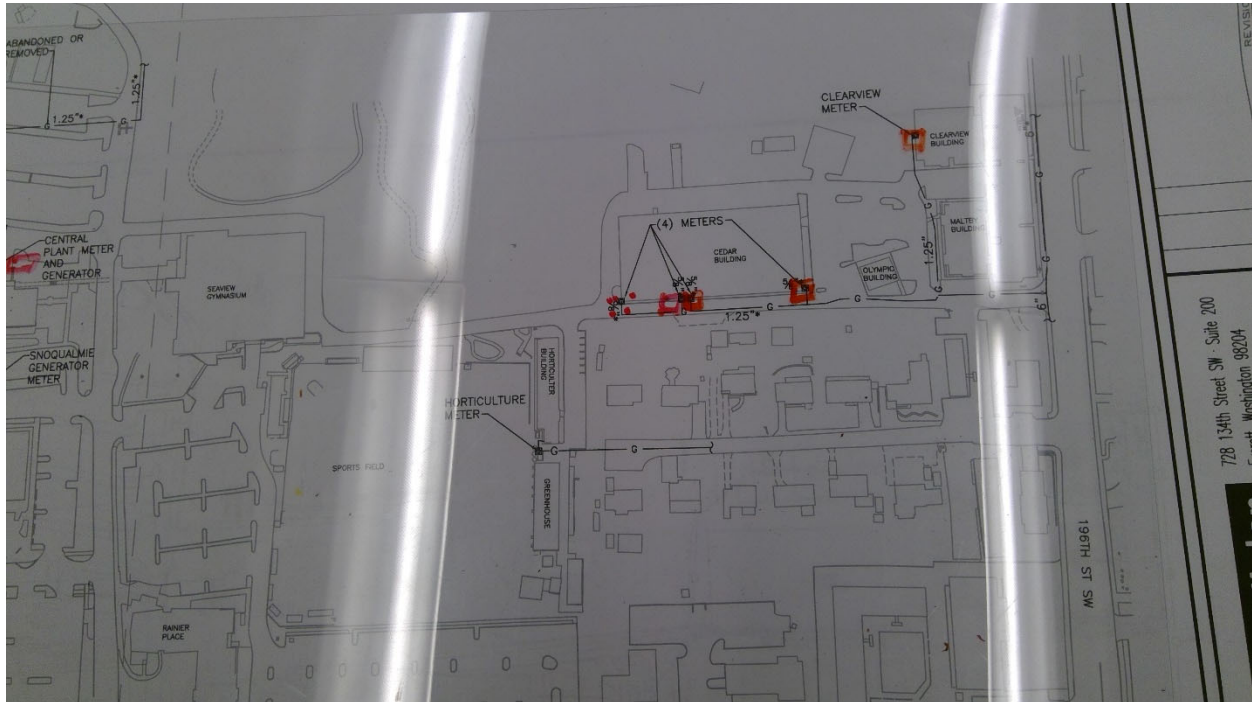 ABANDONED OR
REMOVED
1.25"*
1.25"
G
CENTRAL
PLANT METER
AND
GENERATOR
SEAVIEW
GYMNASIUM
SNOQUALMIE
GENERATOR
METER
CLEARVIEW
METER
CLEARVIEW
BUILDING
(4) METERS
CEDAR
BUILDING
MALTBY
BUILDING
OLYMPIC
BUILDING
1.25"
G
G
G
G
G
G
G
6"
1.25"*
HORTICULTER
BUILDING
HORTICULTURE
METER
G
G
GREENHOUSE
SPORTS FIELD
RAINIER
PLACE
196TH ST SW
728 134th Street SW · Suite 200
Everett, Washington 98204